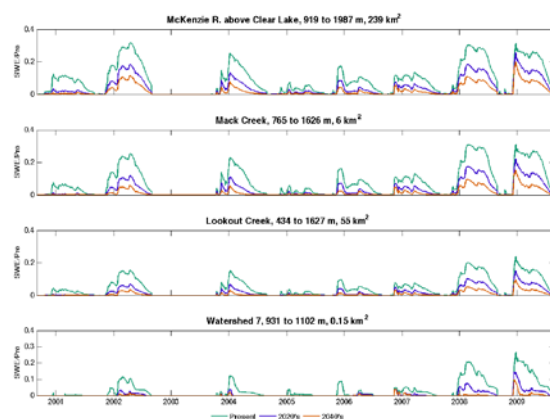 McKenzie R. above Clear Lake, 919 to 1987 m, 239 km²
0.4
0.2
0
SWE/Pre
Mack Creek, 765 to 1626 m, 6 km²
0.4
0.2
0
SWE/Pre
Lookout Creek, 434 to 1627 m, 55 km²
0.4
0.2
0
SWE/Pre
Watershed 7, 931 to 1102 m, 0.15 km²
0.4
0.2
0
SWE/Pre
2001 2002 2003 2004 2005 2006 2007 2008 2009
Present 2020's 2040's